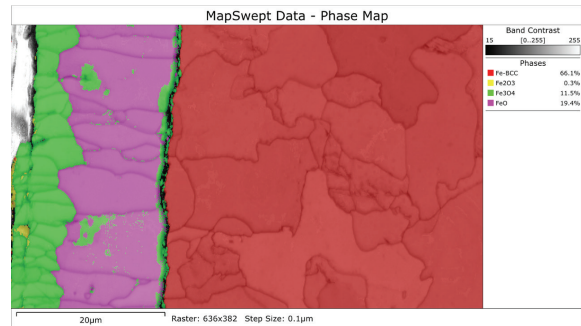 MapSwept Data - Phase Map
Band Contrast
15 [0..255] 255
Phases
Fe-BCC 66.1%
Fe2O3 0.3%
Fe3O4 11.5%
FeO 19.4%
20µm
Raster: 636x382 Step Size: 0.1µm